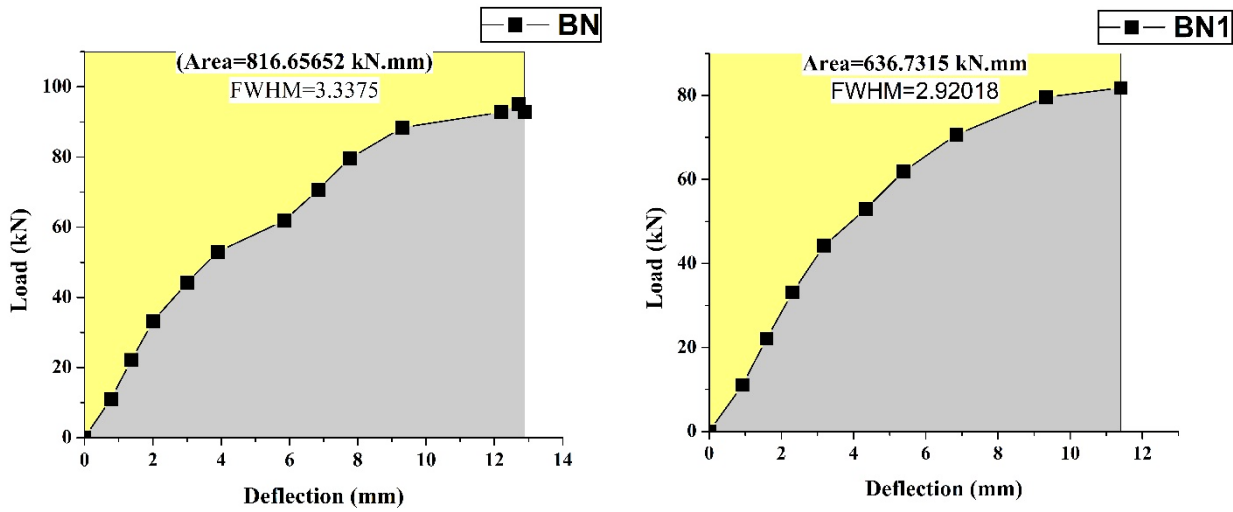 BN
(Area=816.65652 kN.mm)
FWHM=3.3375
100
80
60
40
20
0
Load (kN)
0 2 4 6 8 10 12 14
Deflection (mm)
BN1
Area=636.7315 kN.mm
FWHM=2.92018
80
60
40
20
0
Load (kN)
0 2 4 6 8 10 12
Deflection (mm)